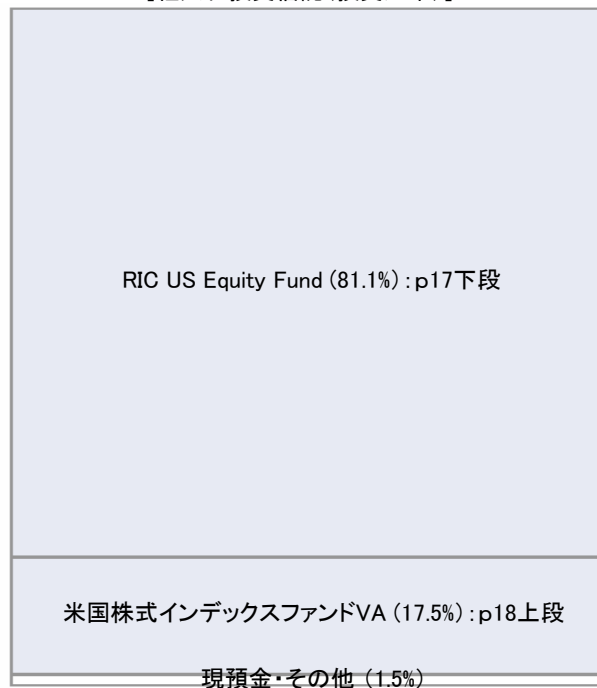 RIC US Equity Fund (81.1%) : p17下段
米国株式インデックスファンドVA (17.5%) : p18上段
現預金・その他 (1.5%)